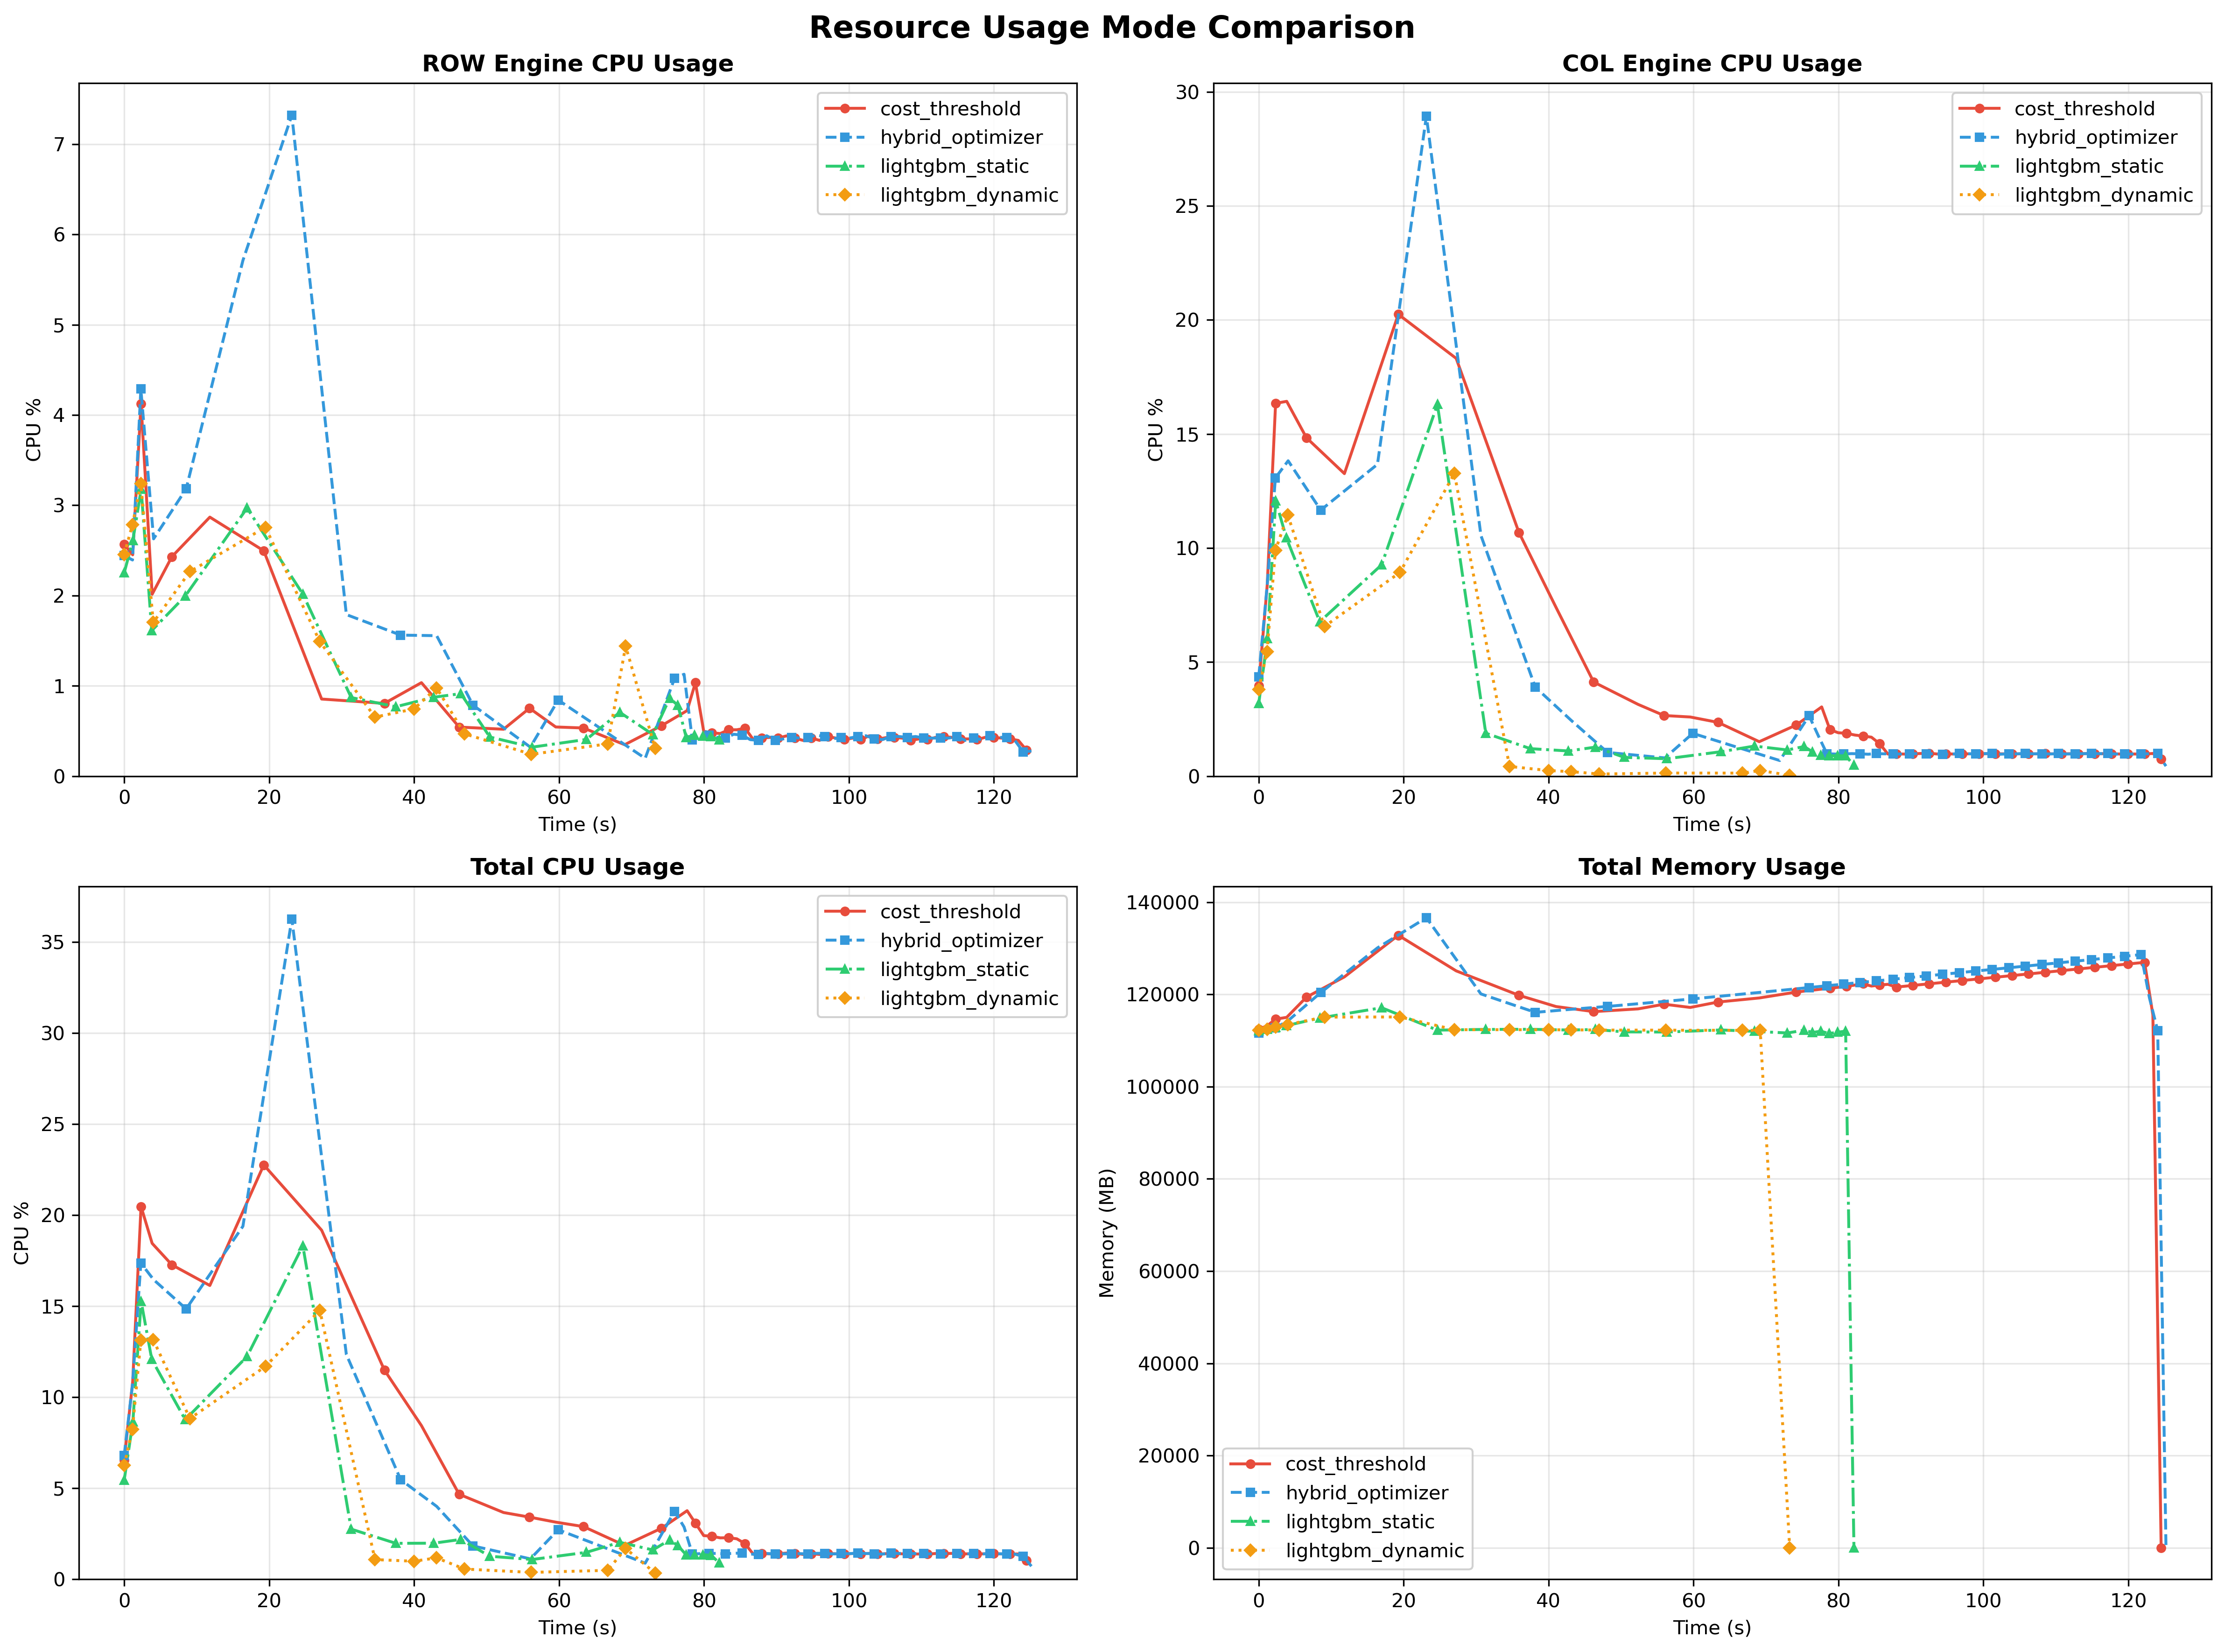 Resource Usage Mode Comparison
ROW Engine CPU Usage
7
6
5
4
3
2
1
0
CPU %
0 20 40 60 80 100 120
Time (s)
cost_threshold
hybrid_optimizer
lightgbm_static
lightgbm_dynamic
COL Engine CPU Usage
30
25
20
15
10
5
0
CPU %
0 20 40 60 80 100 120
Time (s)
cost_threshold
hybrid_optimizer
lightgbm_static
lightgbm_dynamic
Total CPU Usage
35
30
25
20
15
10
5
0
CPU %
0 20 40 60 80 100 120
Time (s)
cost_threshold
hybrid_optimizer
lightgbm_static
lightgbm_dynamic
Total Memory Usage
140000
120000
100000
80000
60000
40000
20000
0
Memory (MB)
0 20 40 60 80 100 120
Time (s)
cost_threshold
hybrid_optimizer
lightgbm_static
lightgbm_dynamic